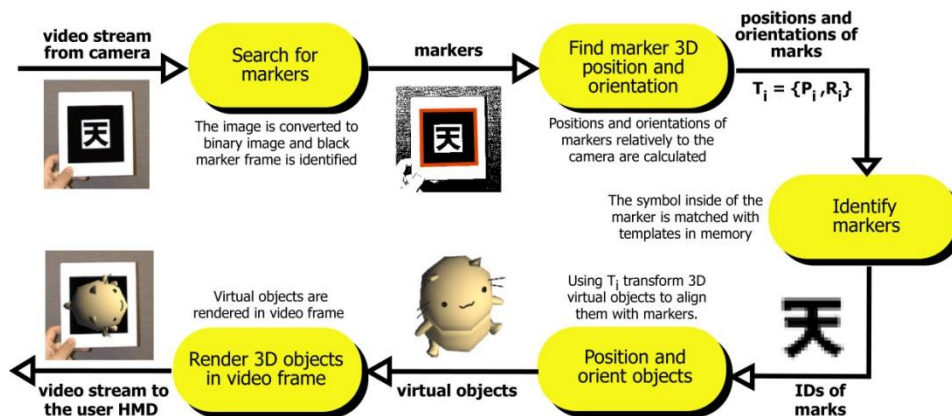 video stream
from camera
天
Search for
markers
The image is converted to
binary image and black
marker frame is identified
markers
天
Find marker 3D
position and
orientation
Positions and orientations of
markers relatively to the
camera are calculated
positions and
orientations of
marks
Ti = {Pi ,Ri}
The symbol inside of the
marker is matched with
templates in memory
Identify
markers
天
IDs of
marks
Using Ti transform 3D
virtual objects to align
them with markers.
Position and
orient objects
virtual objects
Virtual objects are
rendered in video frame
Render 3D objects
in video frame
video stream to
the user HMD